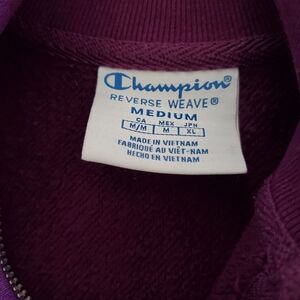 Champion®
REVERSE WEAVE®
MEDIUM
CA MEX JPN
M/M M XL
MADE IN VIETNAM
FABRIQUÉ AU VIÊT-NAM
HECHO EN VIETNAM